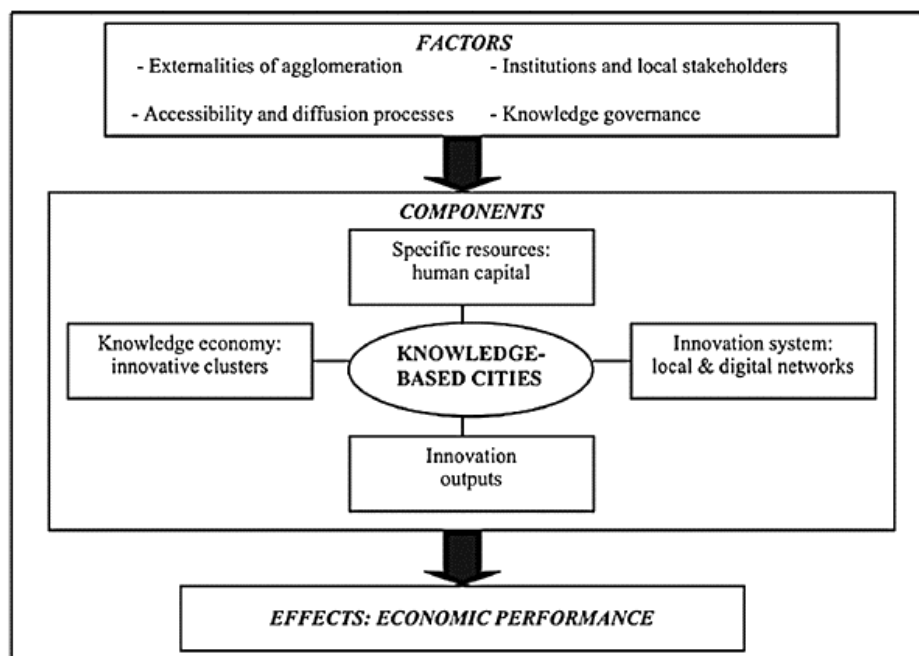 FACTORS
- Externalities of agglomeration - Institutions and local stakeholders
- Accessibility and diffusion processes - Knowledge governance
COMPONENTS
Specific resources:
human capital
Knowledge economy:
innovative clusters
KNOWLEDGE-
BASED CITIES
Innovation system:
local & digital networks
Innovation
outputs
EFFECTS: ECONOMIC PERFORMANCE